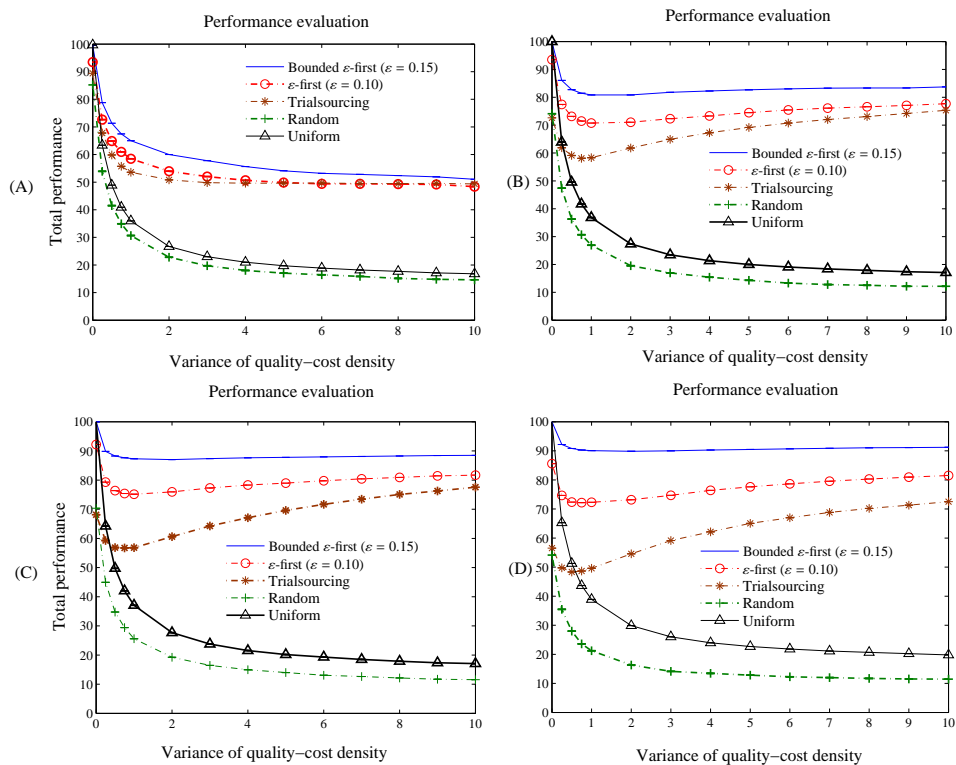 Performance evaluation
100
90
80
70
60
50
40
30
20
10
0
Total performance
(A)
Bounded ε-first (ε = 0.15)
ε-first (ε = 0.10)
Trialsourcing
Random
Uniform
0 2 4 6 8 10
Variance of quality−cost density
Performance evaluation
100
90
80
70
60
50
40
30
20
10
0
(B)
Bounded ε-first (ε = 0.15)
ε-first (ε = 0.10)
Trialsourcing
Random
Uniform
0 1 2 3 4 5 6 7 8 9 10
Variance of quality−cost density
Performance evaluation
100
90
80
70
60
50
40
30
20
10
0
Total performance
(C)
Bounded ε-first (ε = 0.15)
ε-first (ε = 0.10)
Trialsourcing
Random
Uniform
0 2 4 6 8 10
Variance of quality−cost density
Performance evaluation
100
90
80
70
60
50
40
30
20
10
0
(D)
Bounded ε-first (ε = 0.15)
ε-first (ε = 0.10)
Trialsourcing
Random
Uniform
0 1 2 3 4 5 6 7 8 9 10
Variance of quality−cost density